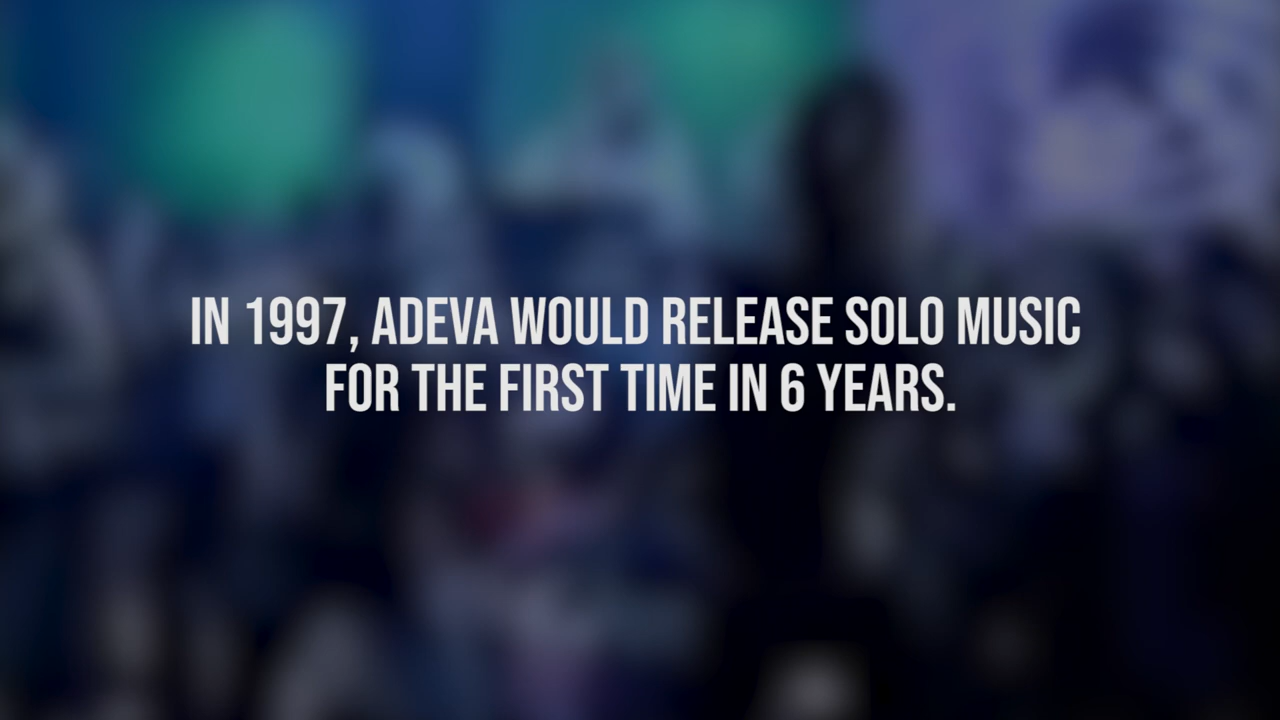 IN 1997, ADEVA WOULD RELEASE SOLO MUSIC
FOR THE FIRST TIME IN 6 YEARS.